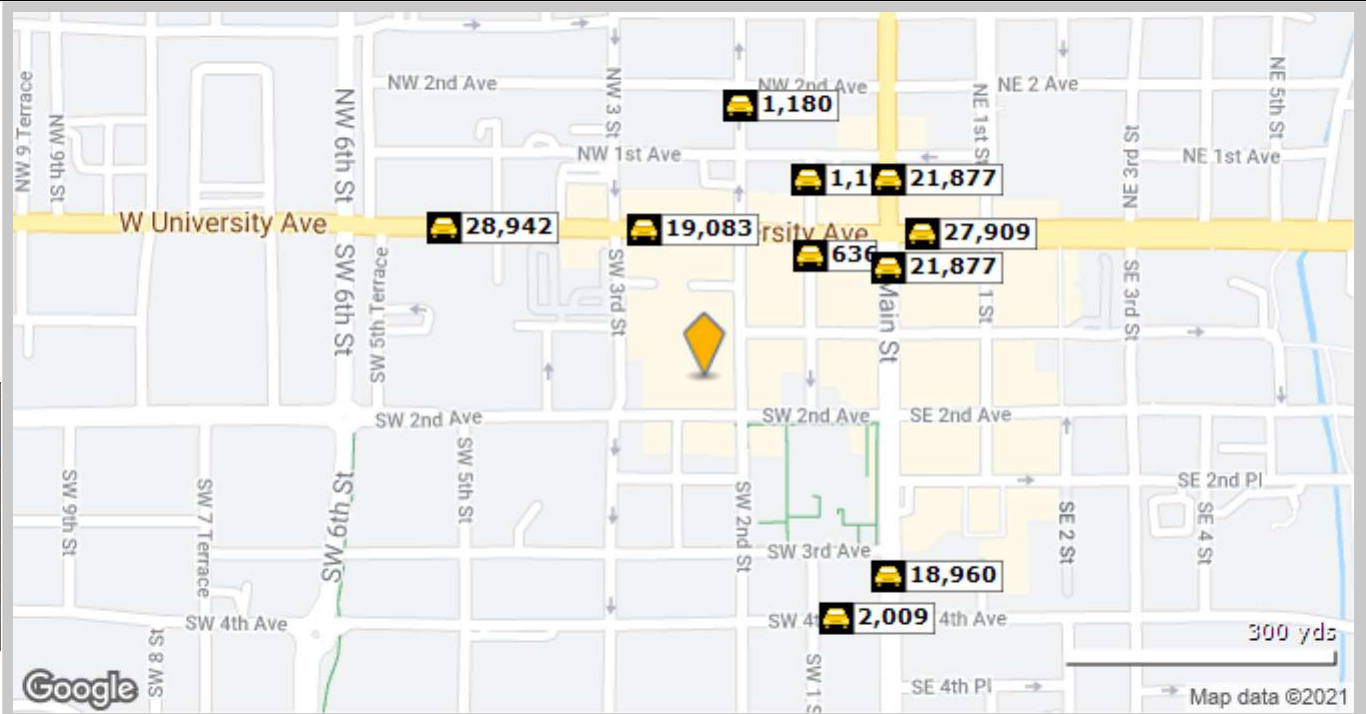 NW 9 Terrace
NW 9th St
NW 6th St
NW 2nd Ave
NW 3 St
NW 2nd Ave
NE 2 Ave
NE 1st St
NE 3rd St
NE 5th St
1,180
NW 1st Ave
NE 1st Ave
21,877
W University Ave
28,942
19,083
Ave
27,909
636
21,877
SW 6th St
SW 5th Terrace
SW 3rd St
Main St
1 St
SE 3rd St
SW 2nd Ave
SW 2nd Ave
SE 2nd Ave
SW 9th St
SW 7 Terrace
SW 6th St
SW 5th St
SW 2nd St
SE 2nd Pl
SE 2 St
SE 4 St
SW 3rd Ave
18,960
SW 4th Ave
2,009
4th Ave
300 yds
SW 8 St
SW 1 S
SE 4th Pl
Google
Map data ©2021